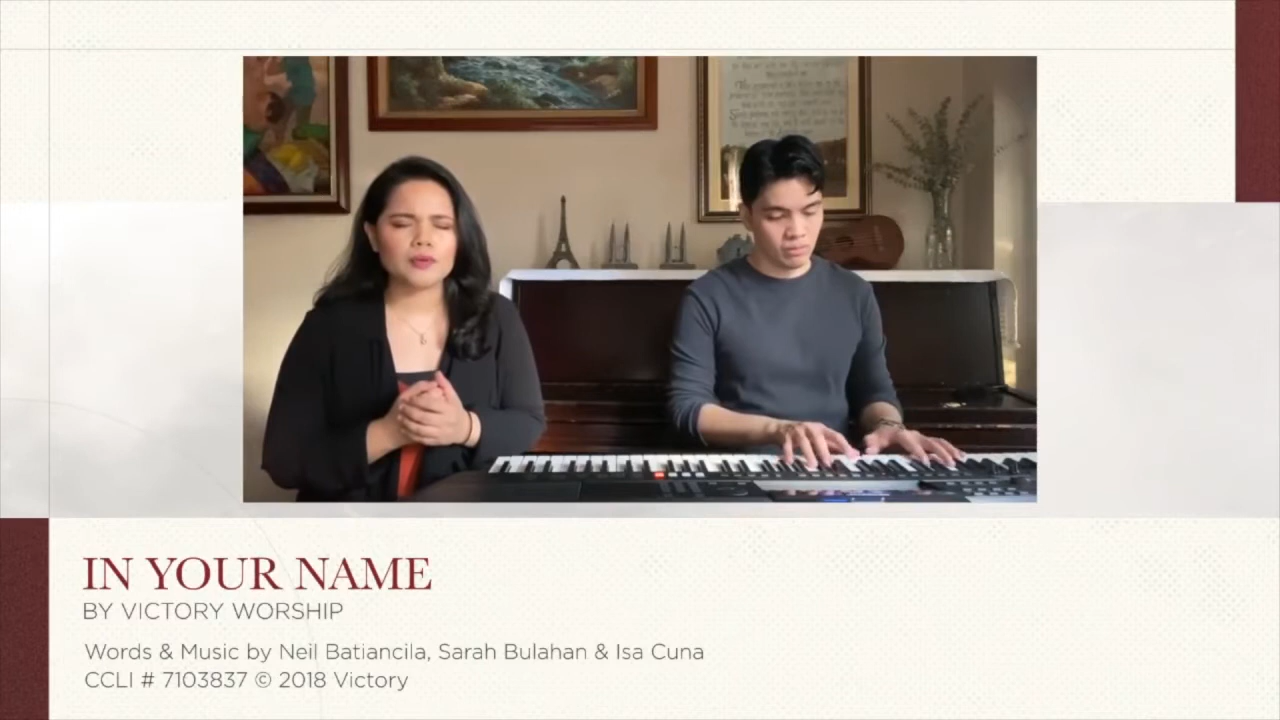 IN YOUR NAME
BY VICTORY WORSHIP
Words & Music by Neil Batiancila, Sarah Bulahan & Isa Cuna
CCLI # 7103837 © 2018 Victory